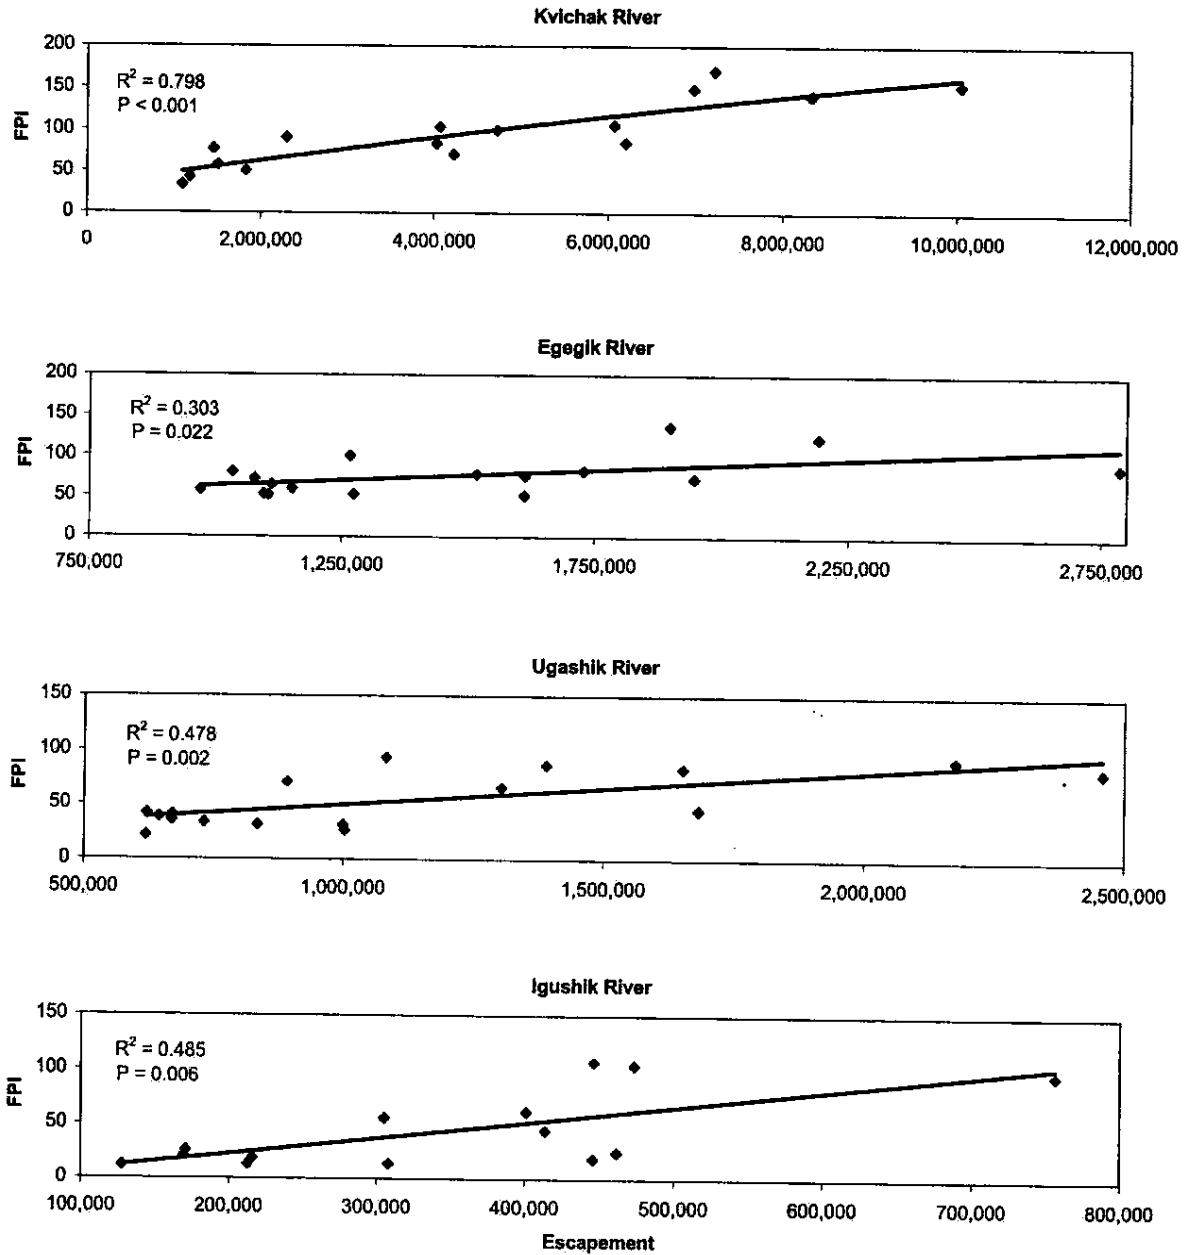 Kvichak River
200
150
100
50
0
FPI
R² = 0.798
P < 0.001
0 2,000,000 4,000,000 6,000,000 8,000,000 10,000,000 12,000,000
Egegik River
200
150
100
50
0
FPI
R² = 0.303
P = 0.022
750,000 1,250,000 1,750,000 2,250,000 2,750,000
Ugashik River
150
100
50
0
FPI
R² = 0.478
P = 0.002
500,000 1,000,000 1,500,000 2,000,000 2,500,000
Igushik River
150
100
50
0
FPI
R² = 0.485
P = 0.006
100,000 200,000 300,000 400,000 500,000 600,000 700,000 800,000
Escapement